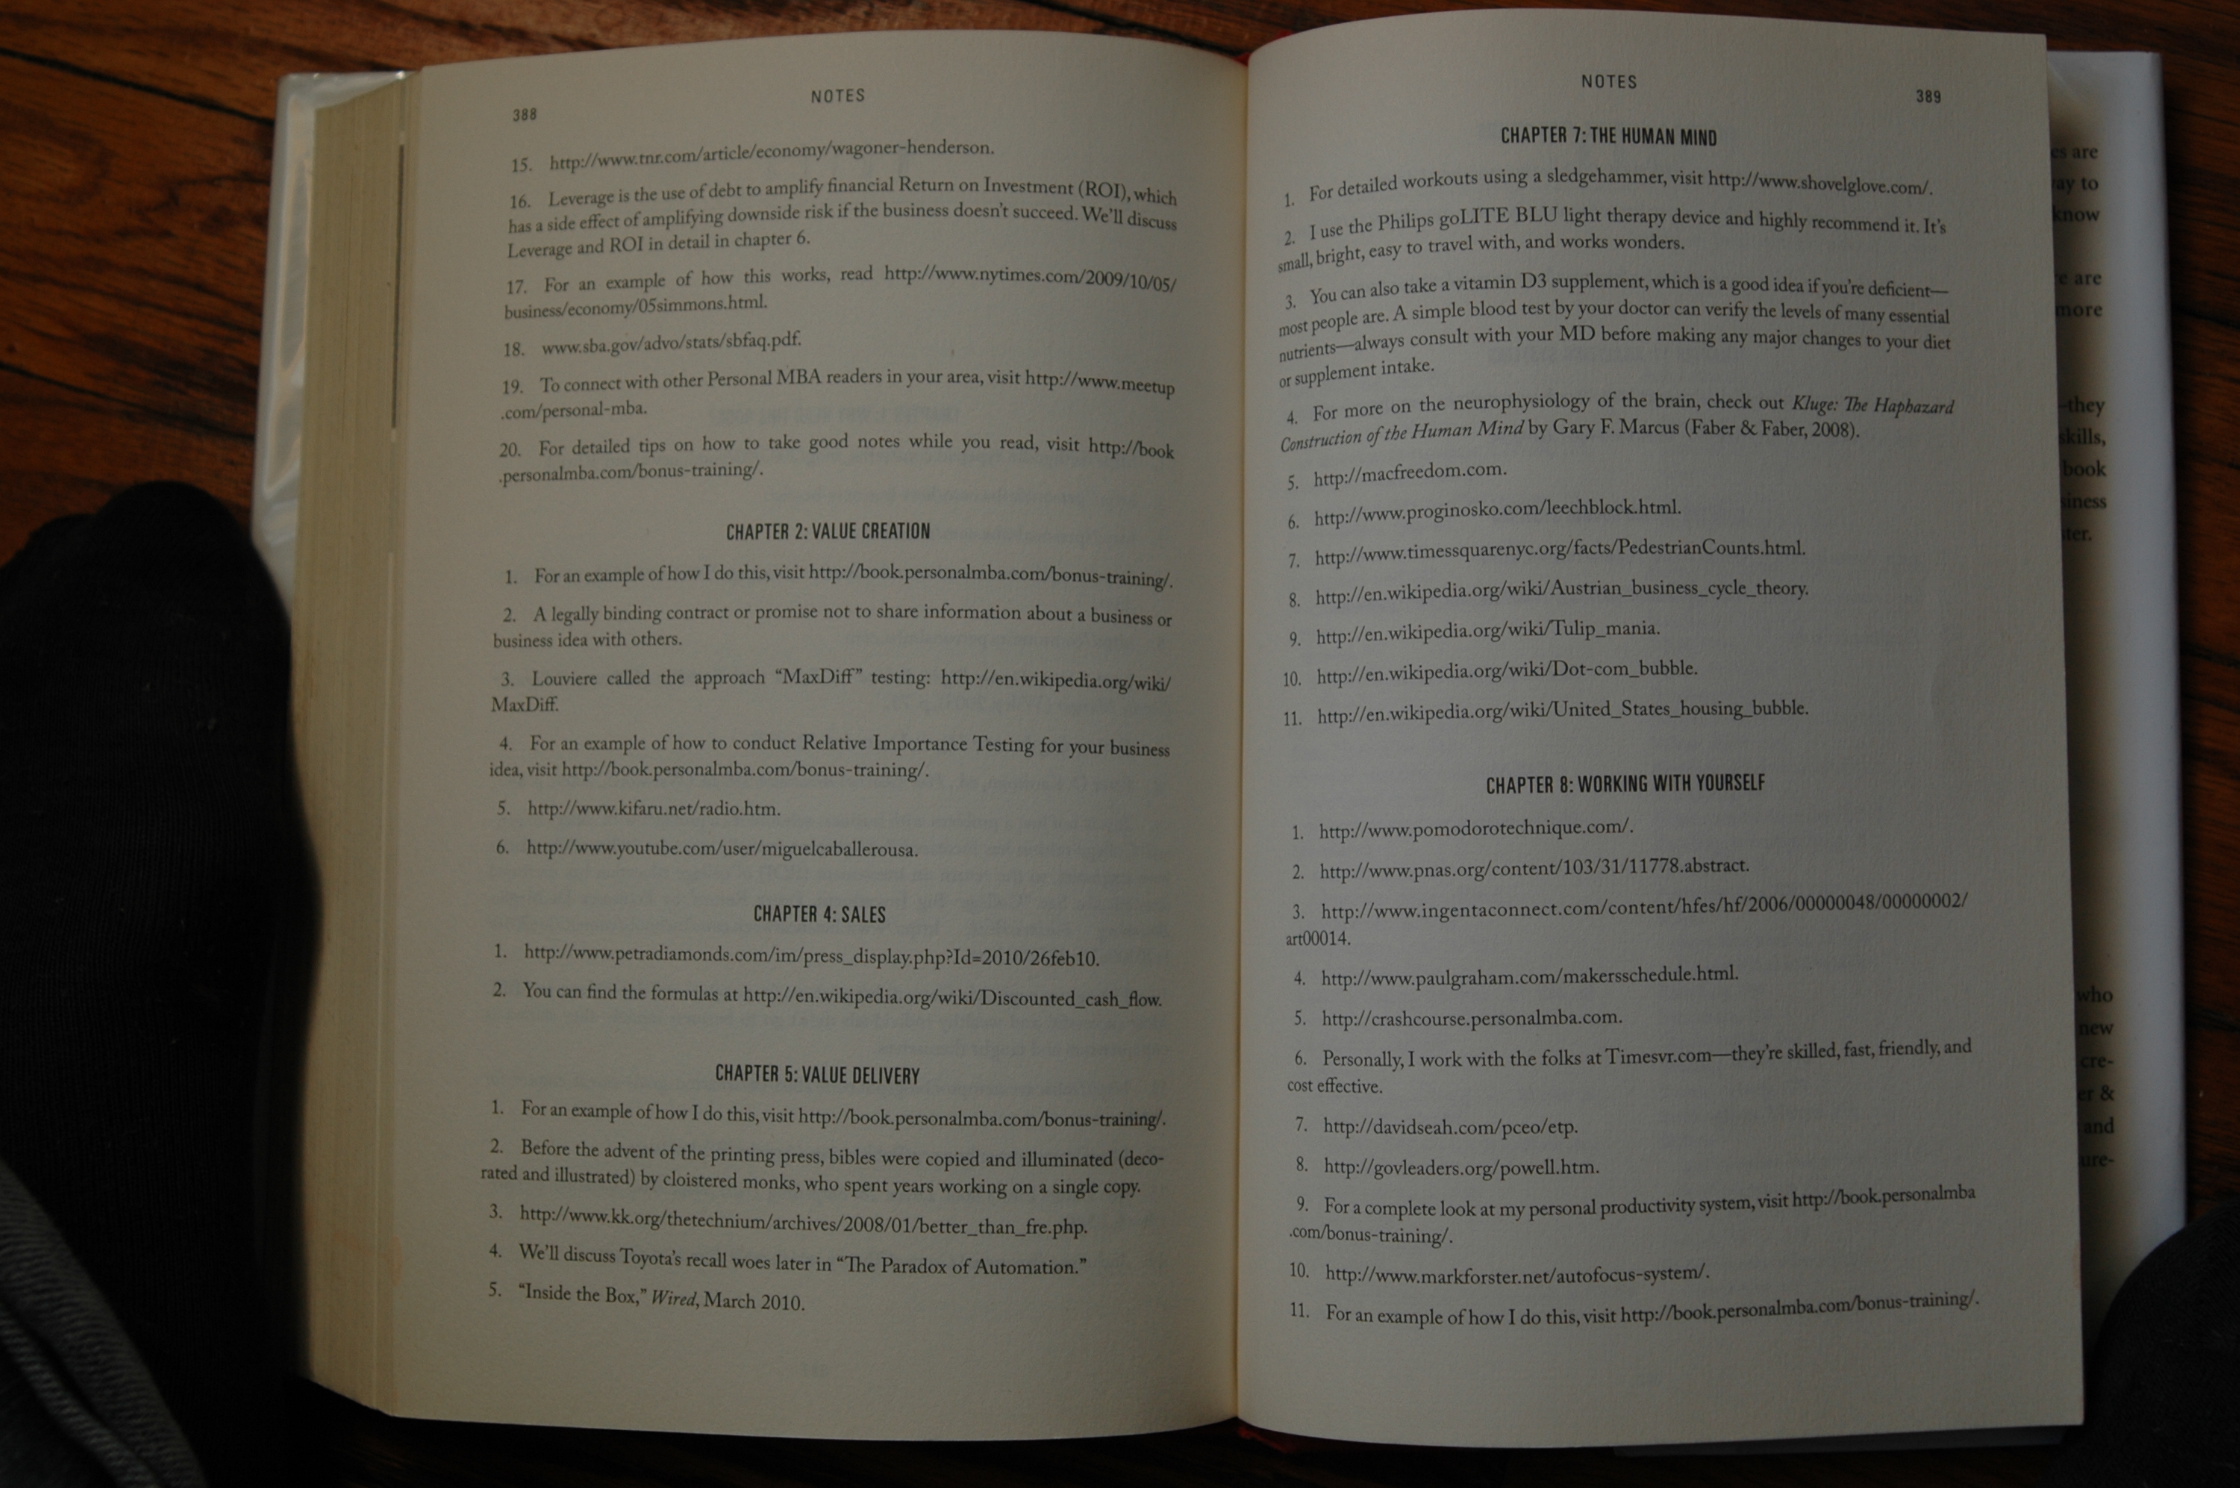 388
NOTES
15. http://www.tnr.com/article/economy/wagoner-henderson.
16. Leverage is the use of debt to amplify financial Return on Investment (ROI), which
has a side effect of amplifying downside risk if the business doesn't succeed. We'll discuss
Leverage and ROI in detail in chapter 6.
17. For an example of how this works, read http://www.nytimes.com/2009/10/05/
business/economy/05simmons.html.
18. www.sba.gov/advo/stats/sbfaq.pdf.
19. To connect with other Personal MBA readers in your area, visit http://www.meetup
.com/personal-mba.
20. For detailed tips on how to take good notes while you read, visit http://book
.personalmba.com/bonus-training/.
CHAPTER 2: VALUE CREATION
1. For an example of how I do this, visit http://book.personalmba.com/bonus-training/.
2. A legally binding contract or promise not to share information about a business or
business idea with others.
3. Louviere called the approach "MaxDiff" testing: http://en.wikipedia.org/wiki/
MaxDiff.
4. For an example of how to conduct Relative Importance Testing for your business
idea, visit http://book.personalmba.com/bonus-training/.
5. http://www.kifaru.net/radio.htm.
6. http://www.youtube.com/user/miguelcaballerousa.
CHAPTER 4: SALES
1. http://www.petradiamonds.com/im/press_display.php?Id=2010/26feb10.
2. You can find the formulas at http://en.wikipedia.org/wiki/Discounted_cash_flow.
CHAPTER 5: VALUE DELIVERY
1. For an example of how I do this, visit http://book.personalmba.com/bonus-training/.
2. Before the advent of the printing press, bibles were copied and illuminated (deco-
rated and illustrated) by cloistered monks, who spent years working on a single copy.
3. http://www.kk.org/thetechnium/archives/2008/01/better_than_fre.php.
4. We'll discuss Toyota's recall woes later in "The Paradox of Automation."
5. "Inside the Box," Wired, March 2010.
NOTES
389
CHAPTER 7: THE HUMAN MIND
1. For detailed workouts using a sledgehammer, visit http://www.shovelglove.com/.
2. I use the Philips goLITE BLU light therapy device and highly recommend it. It's
small, bright, easy to travel with, and works wonders.
3. You can also take a vitamin D3 supplement, which is a good idea if you're deficient—
most people are. A simple blood test by your doctor can verify the levels of many essential
nutrients—always consult with your MD before making any major changes to your diet
or supplement intake.
4. For more on the neurophysiology of the brain, check out Kluge: The Haphazard
Construction of the Human Mind by Gary F. Marcus (Faber & Faber, 2008).
5. http://macfreedom.com.
6. http://www.proginosko.com/leechblock.html.
7. http://www.timessquarenyc.org/facts/PedestrianCounts.html.
8. http://en.wikipedia.org/wiki/Austrian_business_cycle_theory.
9. http://en.wikipedia.org/wiki/Tulip_mania.
10. http://en.wikipedia.org/wiki/Dot-com_bubble.
11. http://en.wikipedia.org/wiki/United_States_housing_bubble.
CHAPTER 8: WORKING WITH YOURSELF
1. http://www.pomodorotechnique.com/.
2. http://www.pnas.org/content/103/31/11778.abstract.
3. http://www.ingentaconnect.com/content/hfes/hf/2006/00000048/00000002/
art00014.
4. http://www.paulgraham.com/makersschedule.html.
5. http://crashcourse.personalmba.com.
6. Personally, I work with the folks at Timesvr.com—they're skilled, fast, friendly, and
cost effective.
7. http://davidseah.com/pceo/etp.
8. http://govleaders.org/powell.htm.
9. For a complete look at my personal productivity system, visit http://book.personalmba
.com/bonus-training/.
10. http://www.markforster.net/autofocus-system/.
11. For an example of how I do this, visit http://book.personalmba.com/bonus-training/.
es are
ay to
know
e are
more
-they
skills,
book
siness
ter.
who
new
cre-
er &
and
ure-